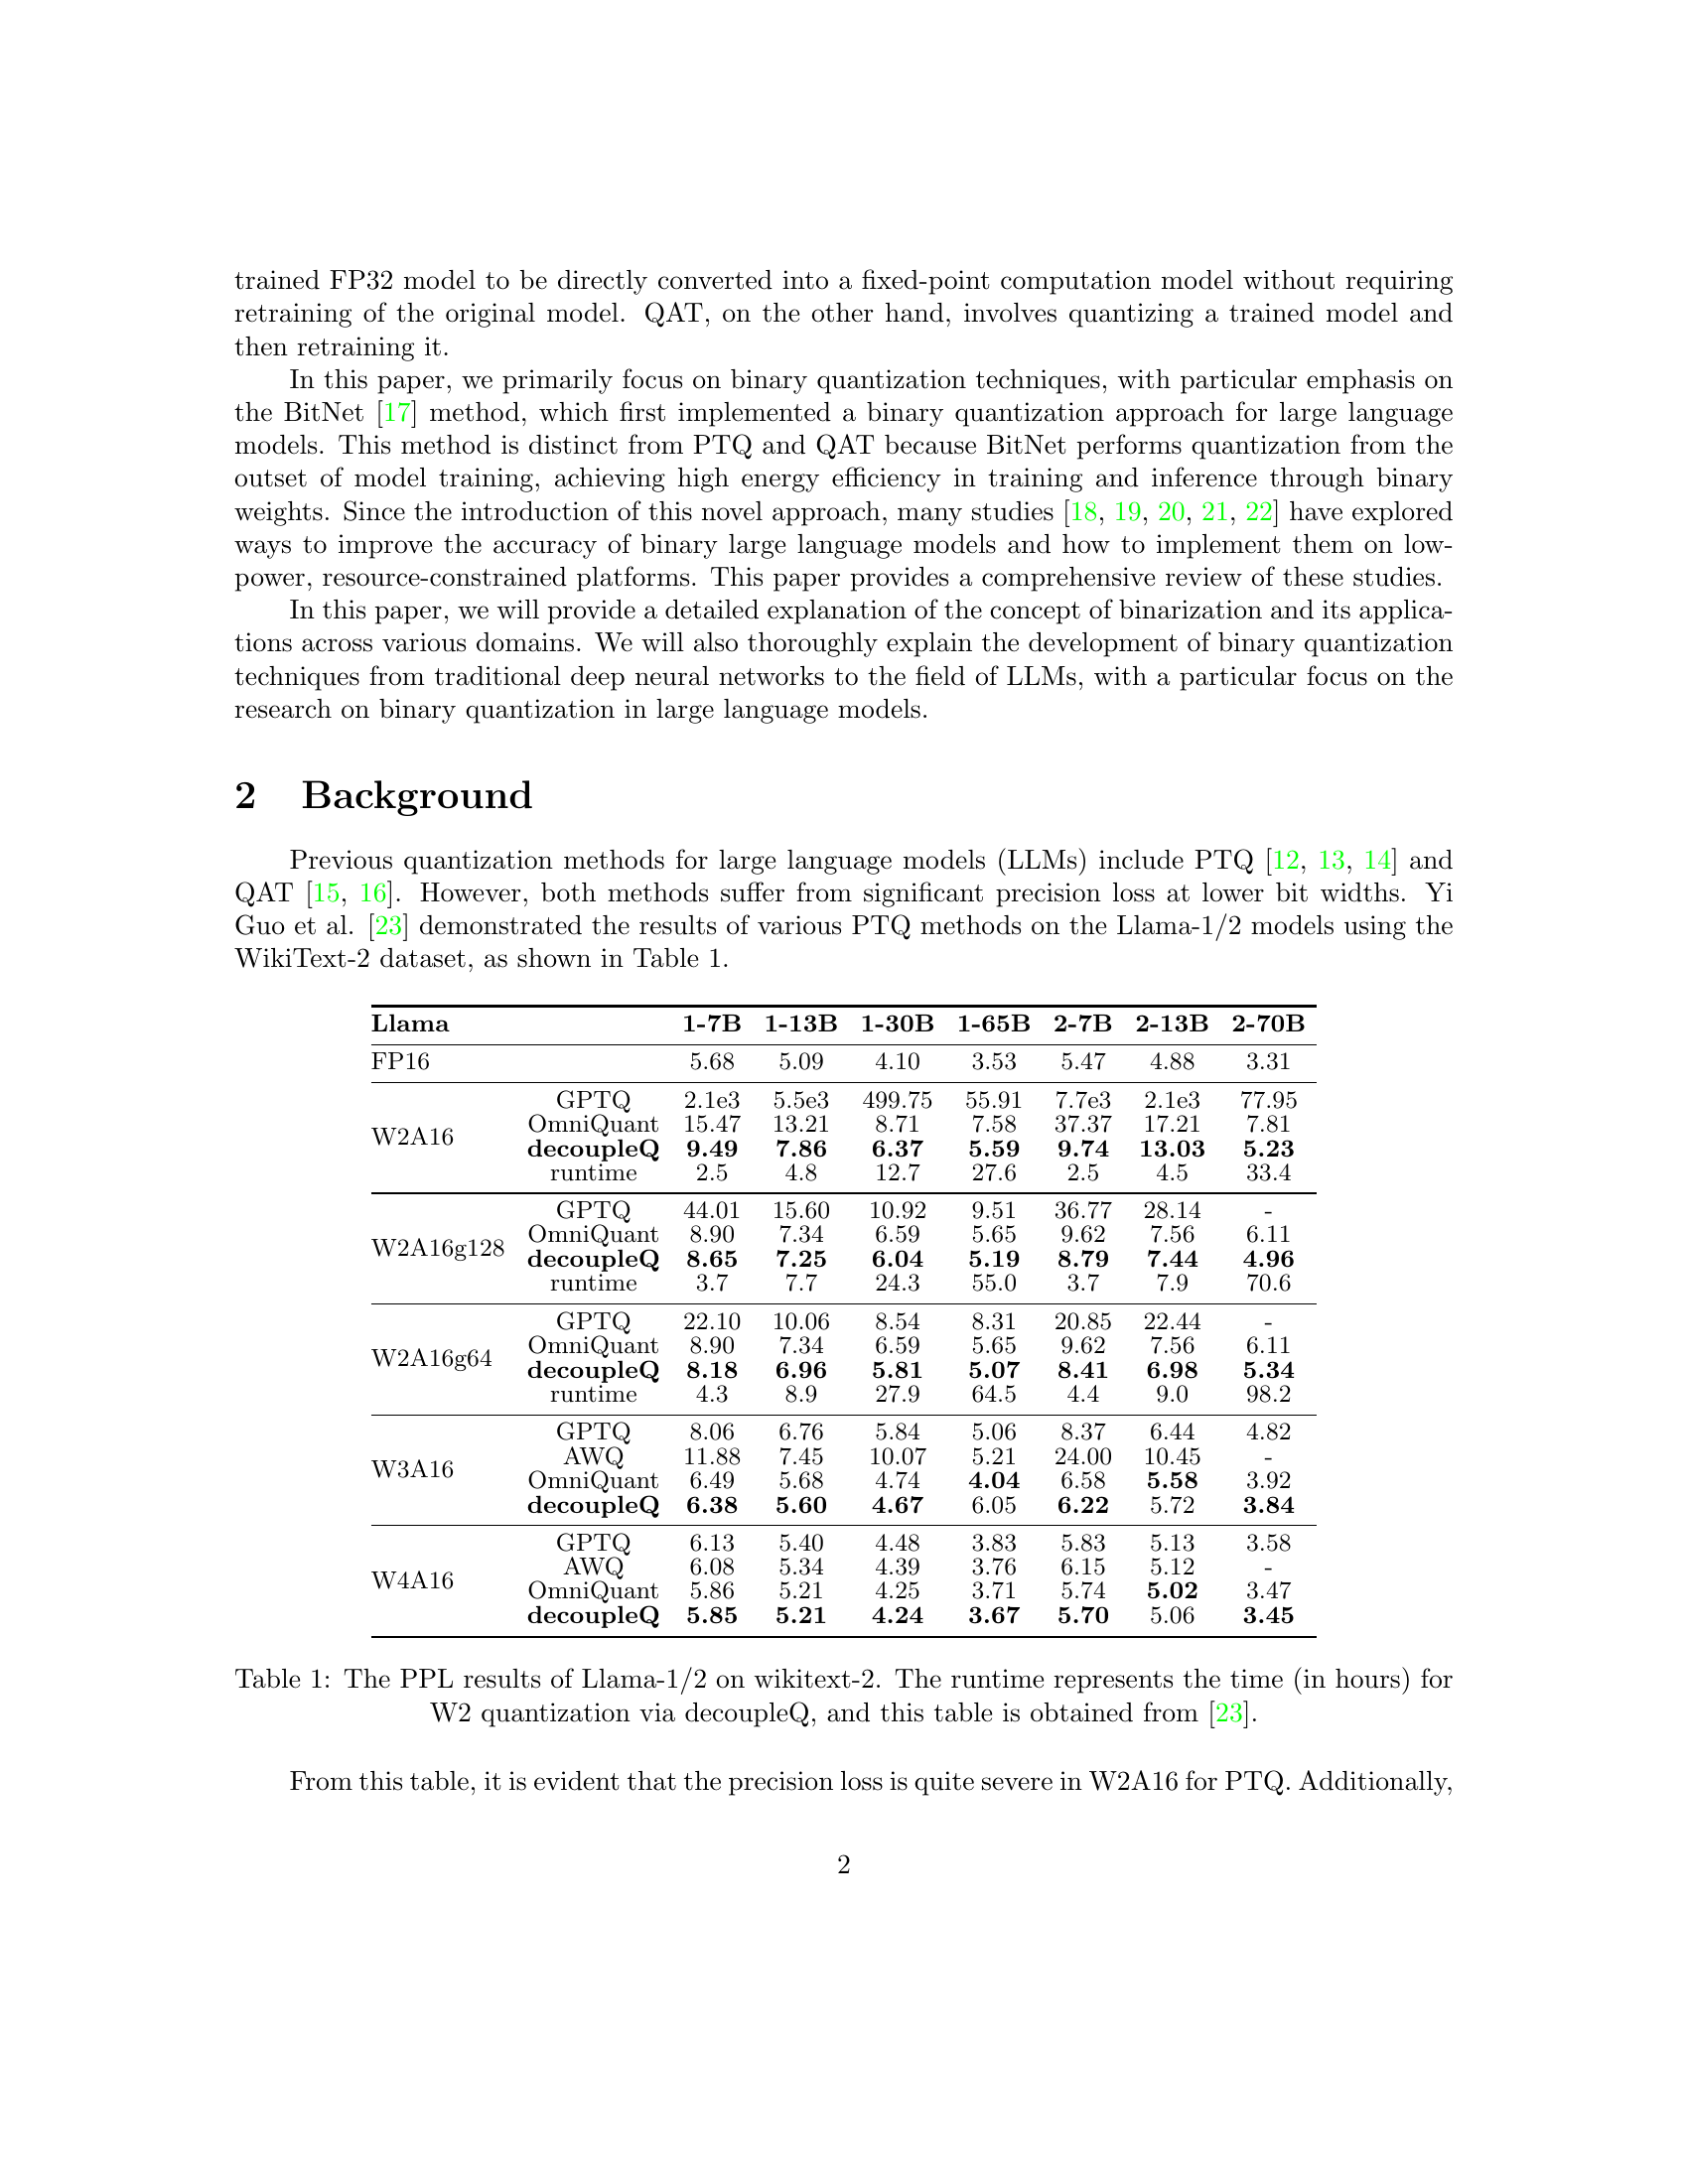 trained FP32 model to be directly converted into a fixed-point computation model without requiring
retraining of the original model. QAT, on the other hand, involves quantizing a trained model and
then retraining it.
In this paper, we primarily focus on binary quantization techniques, with particular emphasis on
the BitNet [17] method, which first implemented a binary quantization approach for large language
models. This method is distinct from PTQ and QAT because BitNet performs quantization from the
outset of model training, achieving high energy efficiency in training and inference through binary
weights. Since the introduction of this novel approach, many studies [18, 19, 20, 21, 22] have explored
ways to improve the accuracy of binary large language models and how to implement them on low-
power, resource-constrained platforms. This paper provides a comprehensive review of these studies.
In this paper, we will provide a detailed explanation of the concept of binarization and its applica-
tions across various domains. We will also thoroughly explain the development of binary quantization
techniques from traditional deep neural networks to the field of LLMs, with a particular focus on the
research on binary quantization in large language models.
2 Background
Previous quantization methods for large language models (LLMs) include PTQ [12, 13, 14] and
QAT [15, 16]. However, both methods suffer from significant precision loss at lower bit widths. Yi
Guo et al. [23] demonstrated the results of various PTQ methods on the Llama-1/2 models using the
WikiText-2 dataset, as shown in Table 1.
Llama 1-7B 1-13B 1-30B 1-65B 2-7B 2-13B 2-70B
FP16 5.68 5.09 4.10 3.53 5.47 4.88 3.31
W2A16
GPTQ 2.1e3 5.5e3 499.75 55.91 7.7e3 2.1e3 77.95
OmniQuant 15.47 13.21 8.71 7.58 37.37 17.21 7.81
decoupleQ 9.49 7.86 6.37 5.59 9.74 13.03 5.23
runtime 2.5 4.8 12.7 27.6 2.5 4.5 33.4
W2A16g128
GPTQ 44.01 15.60 10.92 9.51 36.77 28.14 -
OmniQuant 8.90 7.34 6.59 5.65 9.62 7.56 6.11
decoupleQ 8.65 7.25 6.04 5.19 8.79 7.44 4.96
runtime 3.7 7.7 24.3 55.0 3.7 7.9 70.6
W2A16g64
GPTQ 22.10 10.06 8.54 8.31 20.85 22.44 -
OmniQuant 8.90 7.34 6.59 5.65 9.62 7.56 6.11
decoupleQ 8.18 6.96 5.81 5.07 8.41 6.98 5.34
runtime 4.3 8.9 27.9 64.5 4.4 9.0 98.2
W3A16
GPTQ 8.06 6.76 5.84 5.06 8.37 6.44 4.82
AWQ 11.88 7.45 10.07 5.21 24.00 10.45 -
OmniQuant 6.49 5.68 4.74 4.04 6.58 5.58 3.92
decoupleQ 6.38 5.60 4.67 6.05 6.22 5.72 3.84
W4A16
GPTQ 6.13 5.40 4.48 3.83 5.83 5.13 3.58
AWQ 6.08 5.34 4.39 3.76 6.15 5.12 -
OmniQuant 5.86 5.21 4.25 3.71 5.74 5.02 3.47
decoupleQ 5.85 5.21 4.24 3.67 5.70 5.06 3.45
Table 1: The PPL results of Llama-1/2 on wikitext-2. The runtime represents the time (in hours) for
W2 quantization via decoupleQ, and this table is obtained from [23].
From this table, it is evident that the precision loss is quite severe in W2A16 for PTQ. Additionally,
2